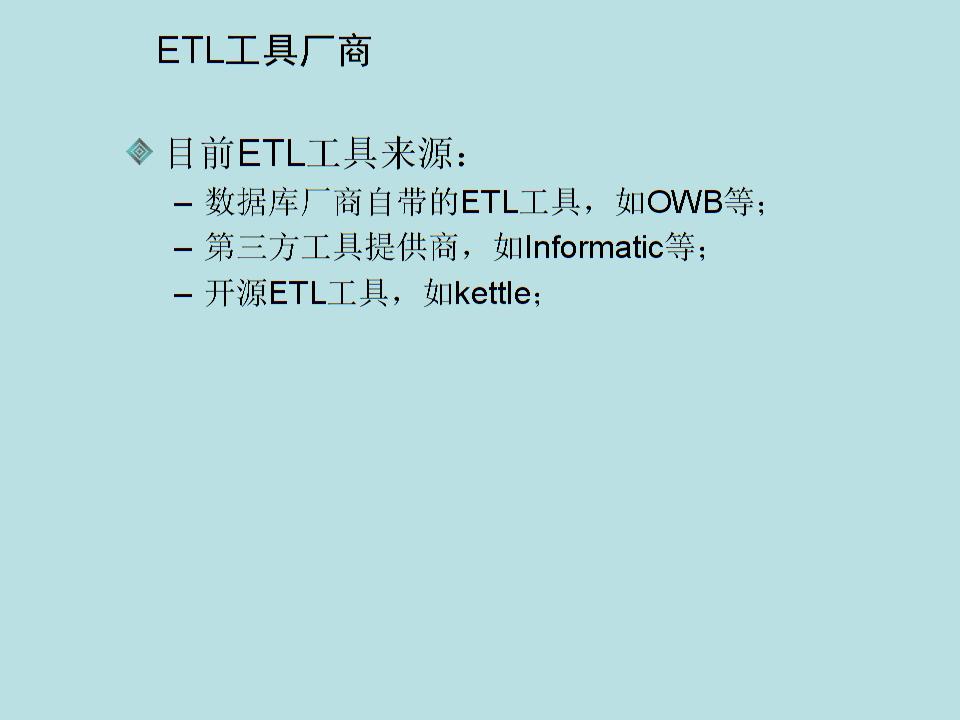 ETL工具厂商
目前ETL工具来源：
– 数据库厂商自带的ETL工具，如OWB等；
– 第三方工具提供商，如Informatic等；
– 开源ETL工具，如kettle；